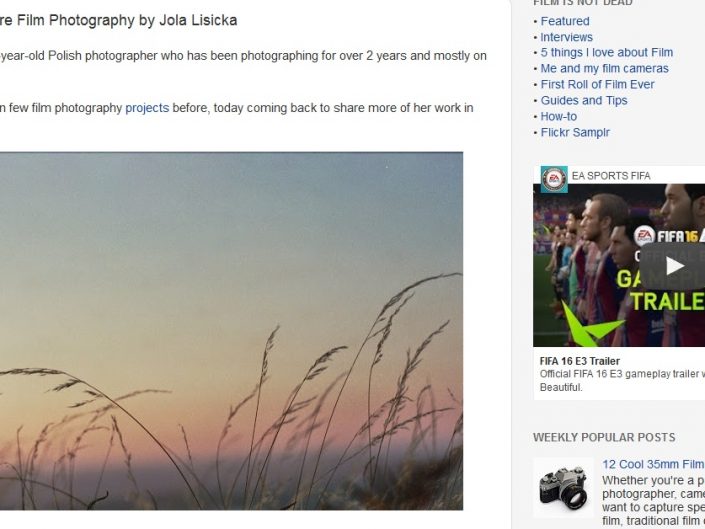 re Film Photography by Jola Lisicka
-year-old Polish photographer who has been photographing for over 2 years and mostly on
n few film photography projects before, today coming back to share more of her work in
FILM IS NOT DEAD
• Featured
• Interviews
• 5 things I love about Film
• Me and my film cameras
• First Roll of Film Ever
• Guides and Tips
• How-to
• Flickr Samplr
EA SPORTS FIFA
EA SPORTS
FIFA 16
GA
TRAILER
FIFA 16 E3 Trailer
Official FIFA 16 E3 gameplay trailer w
Beautiful.
WEEKLY POPULAR POSTS
12 Cool 35mm Film
Whether you're a p
photographer, came
want to capture spe
film, traditional film c